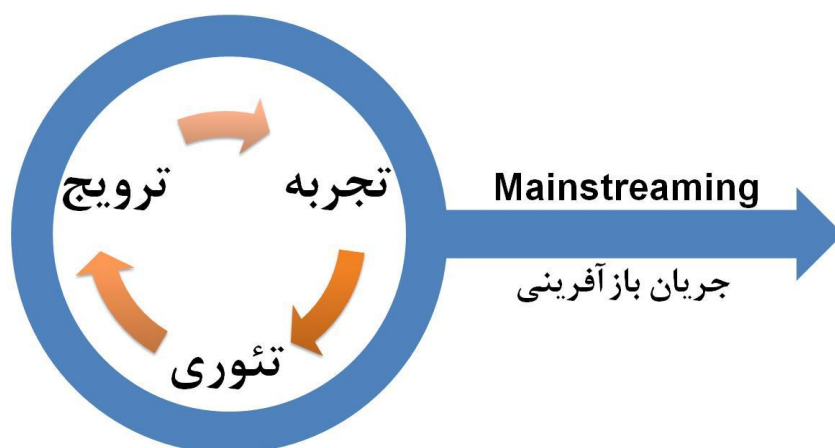 ترویج
تجربه
تئوری
Mainstreaming
جریان بازآفرینی